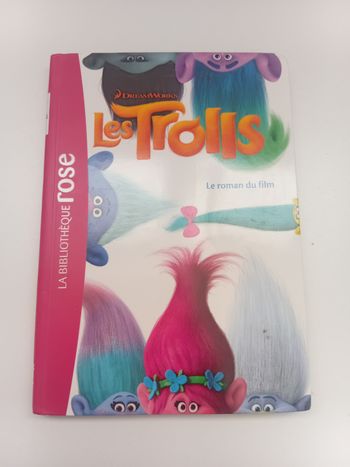 DREAMWORKS
Les Trolls
Le roman du film
LA BIBLIOTHÈQUE rose